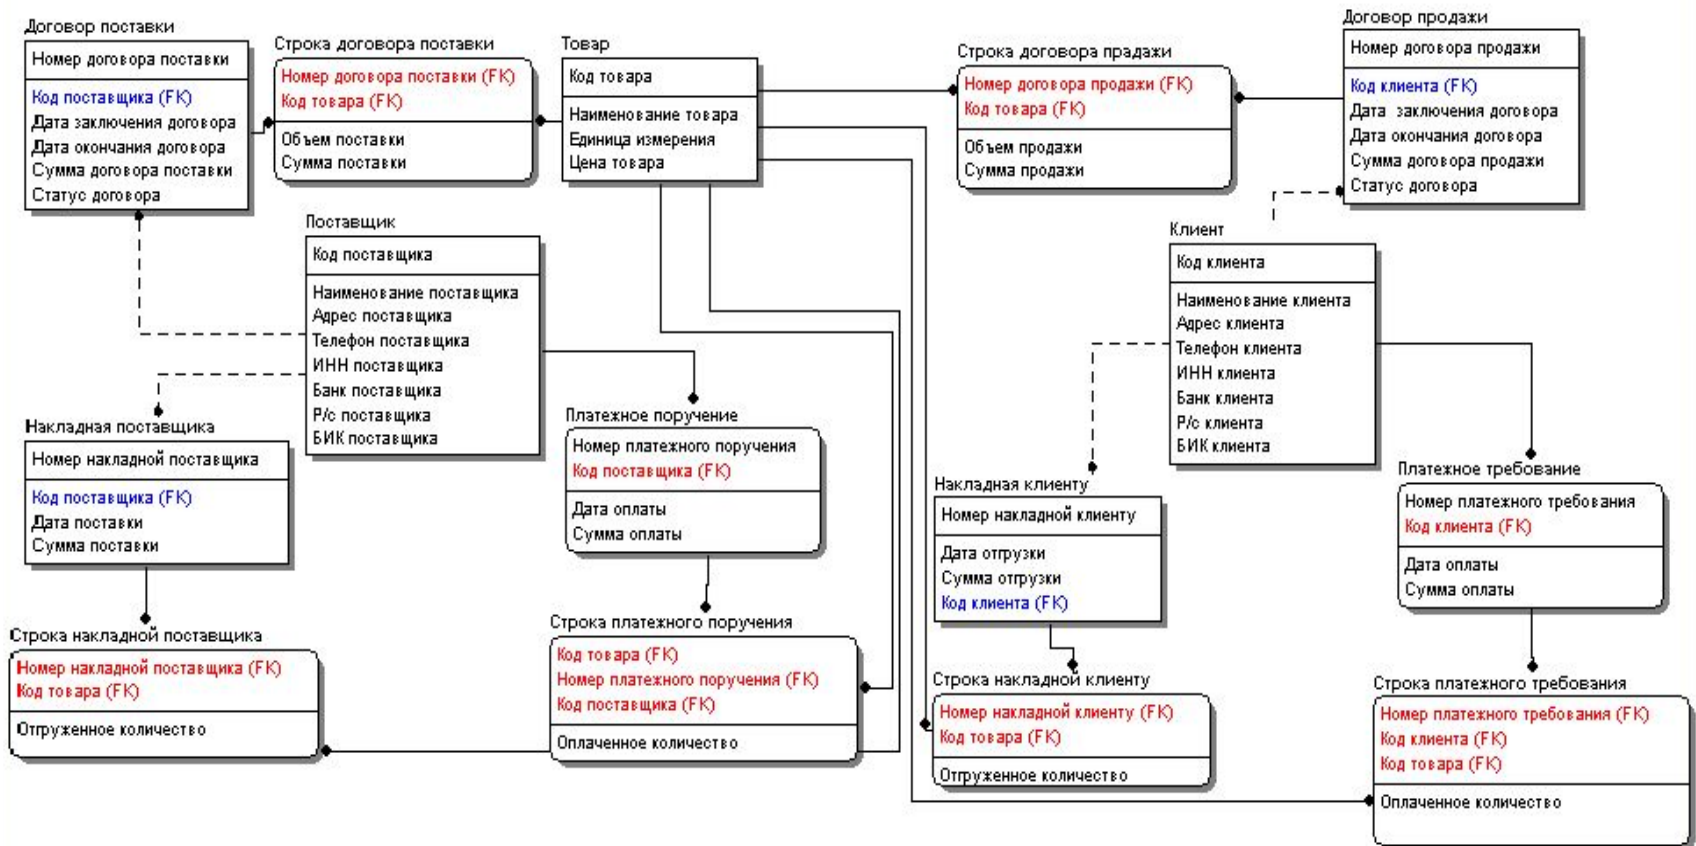 Договор поставки
Номер договора поставки
Код поставщика (FK)
Дата заключения договора
Дата окончания договора
Сумма договора поставки
Статус договора
Строка договора поставки
Номер договора поставки (FK)
Код товара (FK)
Объем поставки
Сумма поставки
Товар
Код товара
Наименование товара
Единица измерения
Цена товара
Строка договора прадажи
Номер договора продажи (FK)
Код товара (FK)
Объем продажи
Сумма продажи
Договор продажи
Номер договора продажи
Код клиента (FK)
Дата заключения договора
Дата окончания договора
Сумма договора продажи
Статус договора
Поставщик
Код поставщика
Наименование поставщика
Адрес поставщика
Телефон поставщика
ИНН поставщика
Банк поставщика
Р/с поставщика
БИК поставщика
Клиент
Код клиента
Наименование клиента
Адрес клиента
Телефон клиента
ИНН клиента
Банк клиента
Р/с клиента
БИК клиента
Накладная поставщика
Номер накладной поставщика
Код поставщика (FK)
Дата поставки
Сумма поставки
Платежное поручение
Номер платежного поручения
Код поставщика (FK)
Дата оплаты
Сумма оплаты
Накладная клиенту
Номер накладной клиенту
Дата отгрузки
Сумма отгрузки
Код клиента (FK)
Платежное требование
Номер платежного требования
Код клиента (FK)
Дата оплаты
Сумма оплаты
Строка накладной поставщика
Номер накладной поставщика (FK)
Код товара (FK)
Отгруженное количество
Строка платежного поручения
Код товара (FK)
Номер платежного поручения (FK)
Код поставщика (FK)
Оплаченное количество
Строка накладной клиенту
Номер накладной клиенту (FK)
Код товара (FK)
Отгруженное количество
Строка платежного требования
Номер платежного требования (FK)
Код клиента (FK)
Код товара (FK)
Оплаченное количество